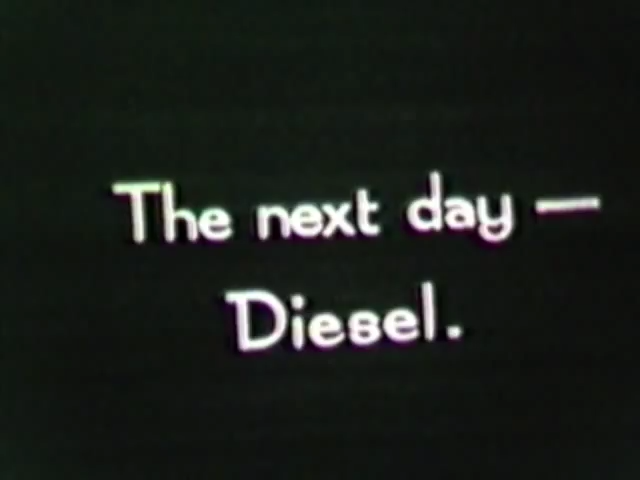 The next day —
Diesel.